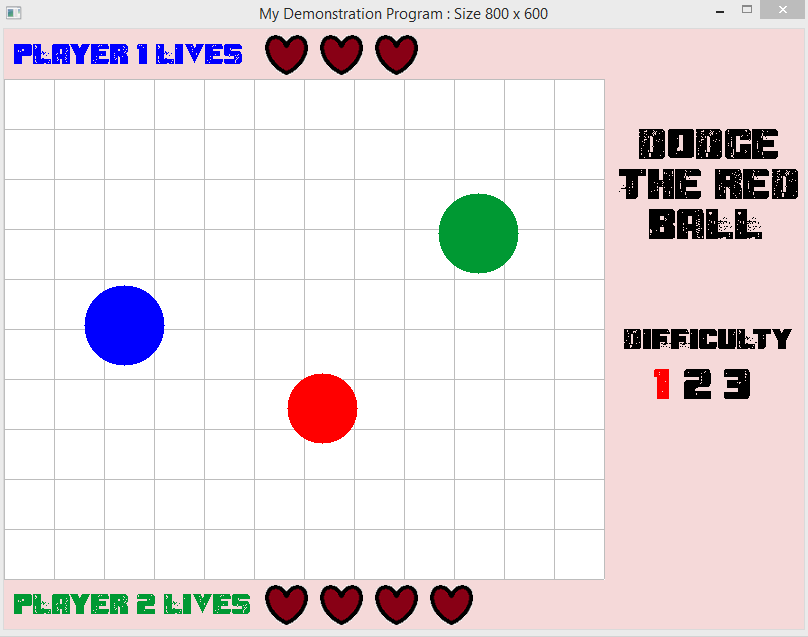 My Demonstration Program : Size 800 x 600
PLAYER 1 LIVES
DODGE
THE RED
BALL
DIFFICULTY
1 2 3
PLAYER 2 LIVES